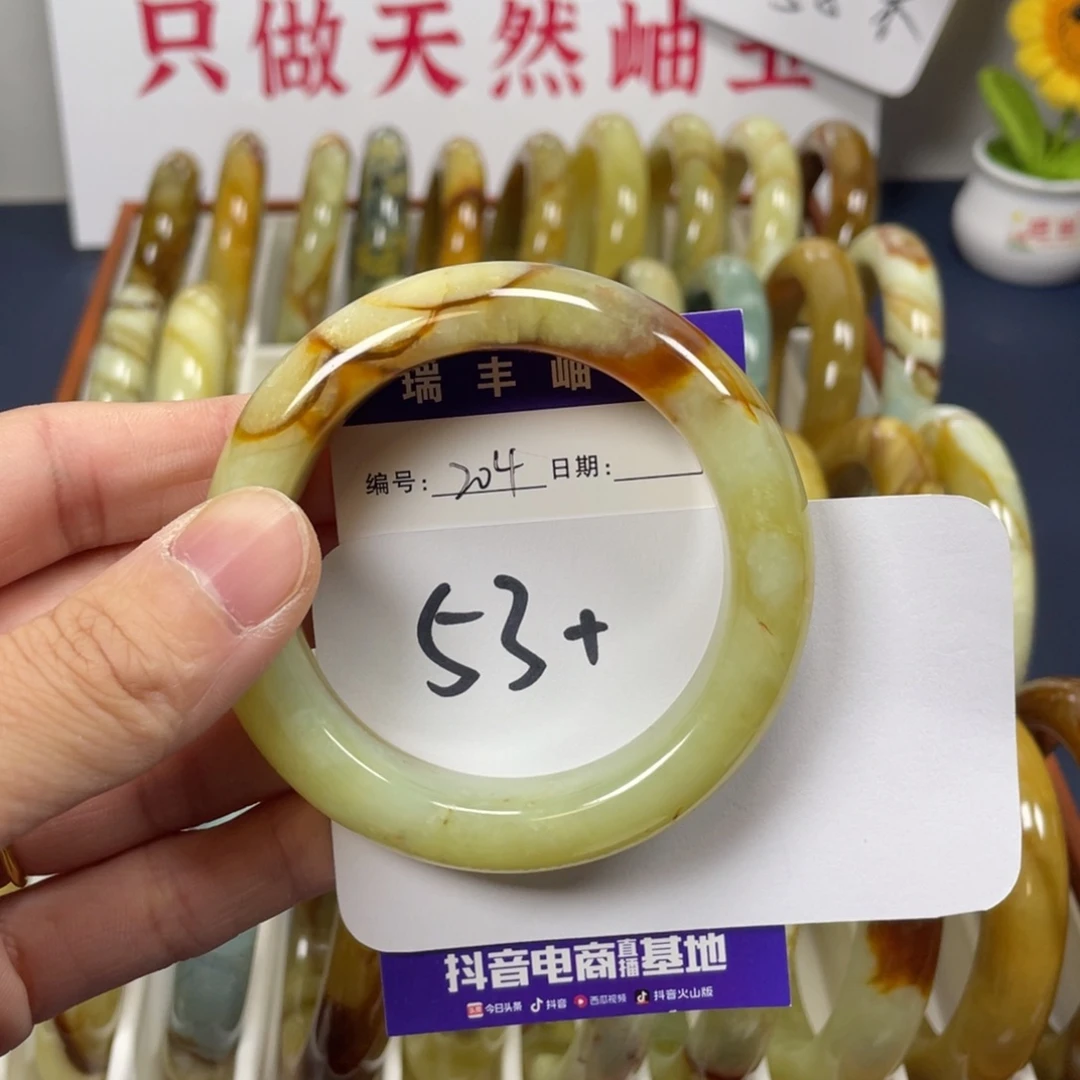 只做天然岫玉
瑞丰岫
编号: 204 日期:
53+
抖音电商直播基地
今日头条 抖音 西瓜视频 抖音火山版